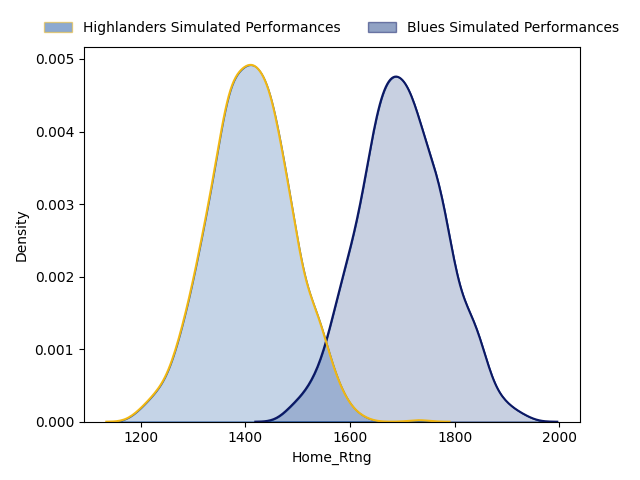 Highlanders Simulated Performances Blues Simulated Performances
0.005
0.004
0.003
0.002
0.001
0.000
Density
1200 1400 1600 1800 2000
Home_Rtng